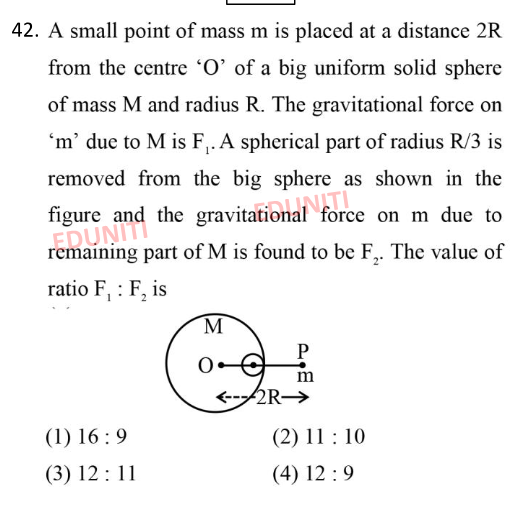 42. A small point of mass m is placed at a distance 2R
from the centre ‘O’ of a big uniform solid sphere
of mass M and radius R. The gravitational force on
‘m’ due to M is F₁. A spherical part of radius R/3 is
removed from the big sphere as shown in the
figure and the gravitational force on m due to
remaining part of M is found to be F₂. The value of
ratio F₁ : F₂ is
EDUNITI
EDUNITI
M
O
P
m
2R
(1) 16 : 9 (2) 11 : 10
(3) 12 : 11 (4) 12 : 9